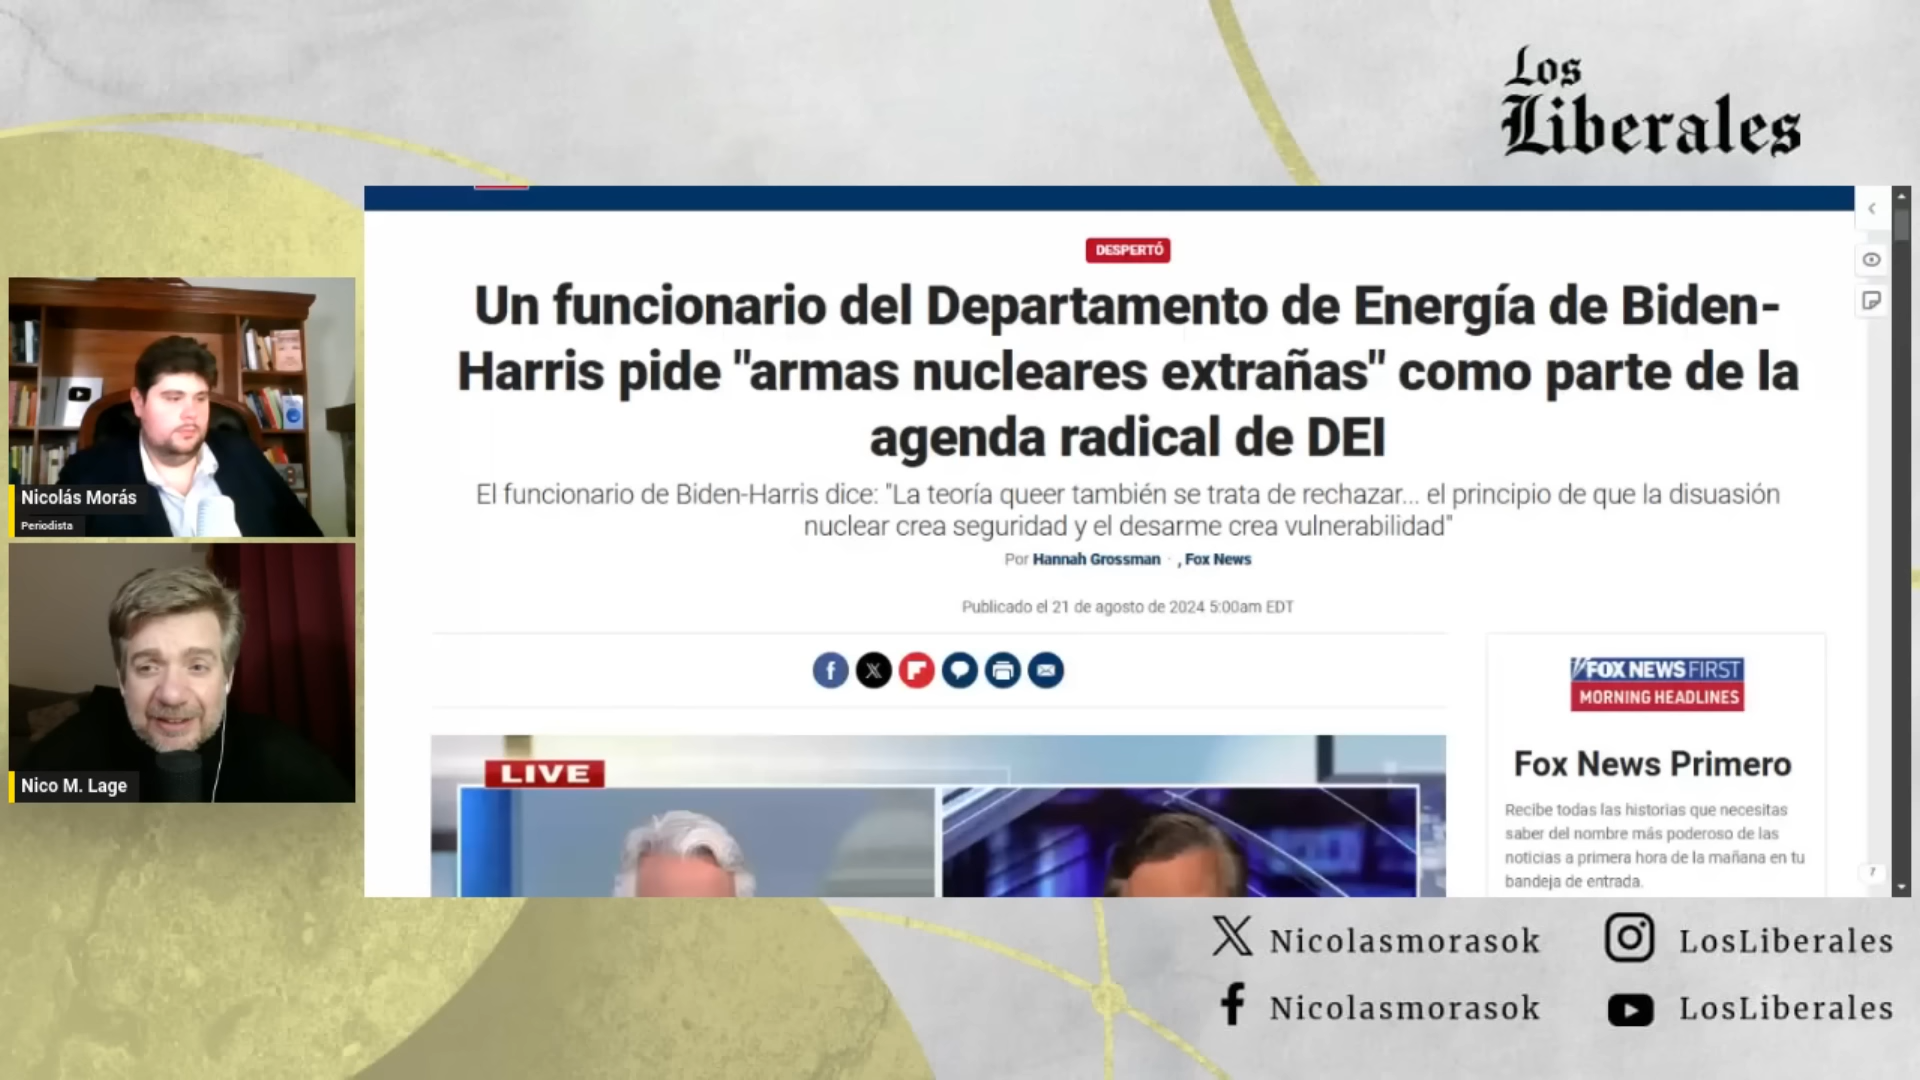 Los
Liberales
DESPERTÓ
Un funcionario del Departamento de Energía de Biden-
Harris pide "armas nucleares extrañas" como parte de la
agenda radical de DEI
El funcionario de Biden-Harris dice: "La teoría queer también se trata de rechazar... el principio de que la disuasión
nuclear crea seguridad y el desarme crea vulnerabilidad"
Por Hannah Grossman · , Fox News
Publicado el 21 de agosto de 2024 5:00am EDT
Nicolás Morás
Periodista
Nico M. Lage
LIVE
FOX NEWS FIRST
MORNING HEADLINES
Fox News Primero
Recibe todas las historias que necesitas
saber del nombre más poderoso de las
noticias a primera hora de la mañana en tu
bandeja de entrada.
Nicolasmorasok
LosLiberales
Nicolasmorasok
LosLiberales